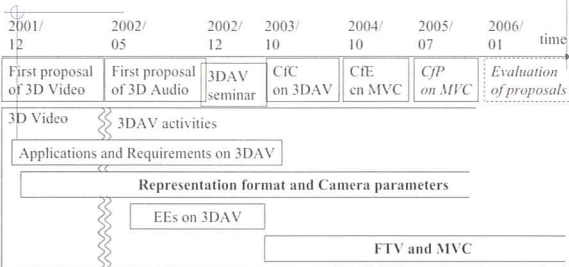 2001/ 2002/ 2002/ 2003/ 2004/ 2005/ 2006/
12 05 12 10 10 07 01 time
First proposal of 3D Video
First proposal of 3D Audio
3DAV seminar
CfC on 3DAV
CfE on MVC
CfP on MVC
Evaluation of proposals
3D Video
3DAV activities
Applications and Requirements on 3DAV
Representation format and Camera parameters
EEs on 3DAV
FTV and MVC